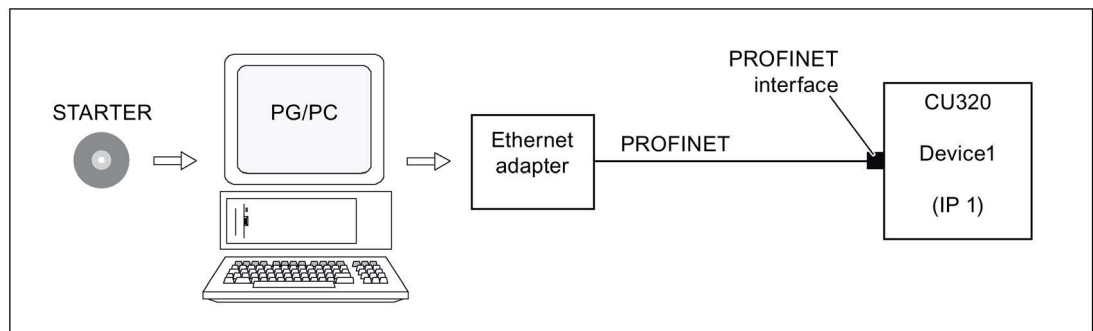 STARTER
PG/PC
Ethernet
adapter
PROFINET
PROFINET
interface
CU320
Device1
(IP 1)